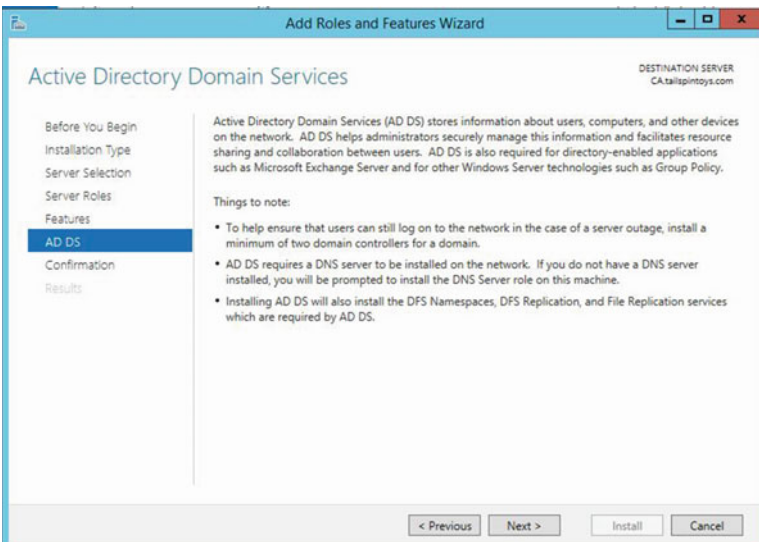 Add Roles and Features Wizard
Active Directory Domain Services
DESTINATION SERVER
CA.tailspintoys.com
Before You Begin
Installation Type
Server Selection
Server Roles
Features
AD DS
Confirmation
Results
Active Directory Domain Services (AD DS) stores information about users, computers, and other devices
on the network. AD DS helps administrators securely manage this information and facilitates resource
sharing and collaboration between users. AD DS is also required for directory-enabled applications
such as Microsoft Exchange Server and for other Windows Server technologies such as Group Policy.
Things to note:
• To help ensure that users can still log on to the network in the case of a server outage, install a
minimum of two domain controllers for a domain.
• AD DS requires a DNS server to be installed on the network. If you do not have a DNS server
installed, you will be prompted to install the DNS Server role on this machine.
• Installing AD DS will also install the DFS Namespaces, DFS Replication, and File Replication services
which are required by AD DS.
< Previous
Next >
Install
Cancel